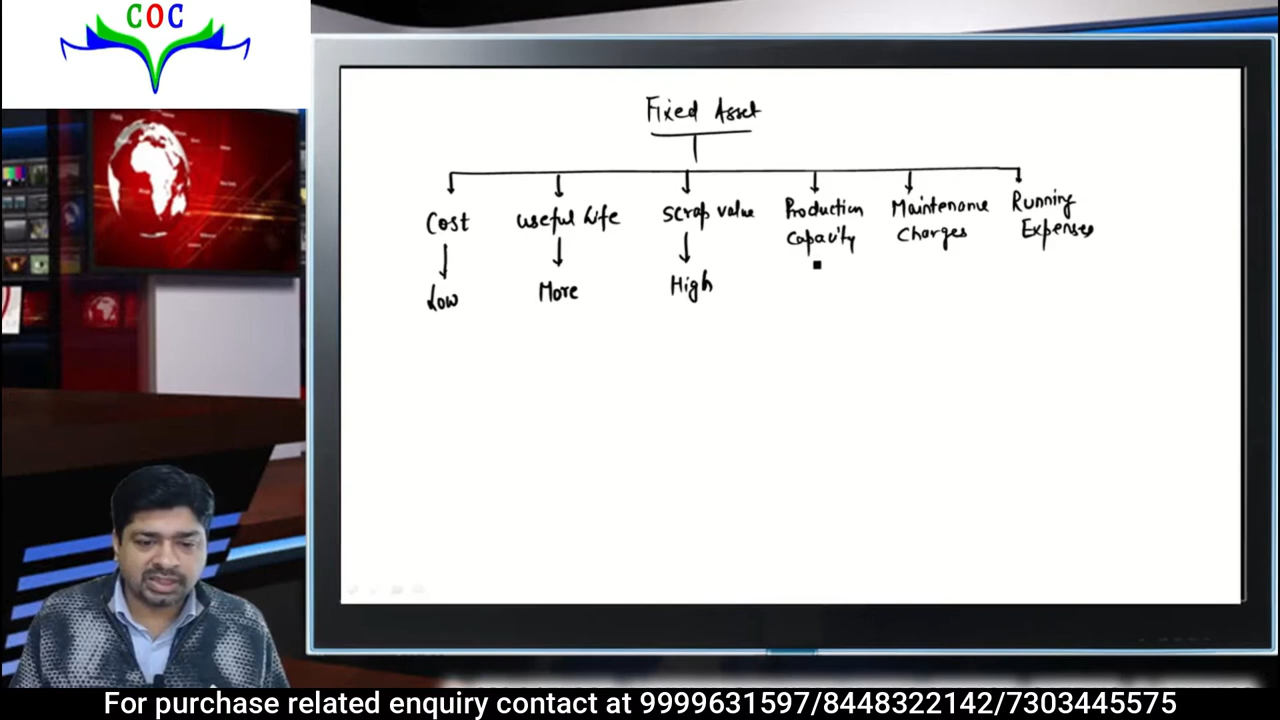 COC
Fixed Asset
Cost
Useful Life
Scrap value
Production
Capacity
Maintenance
Charges
Running
Expenses
Low
More
High
For purchase related enquiry contact at 9999631597/8448322142/7303445575